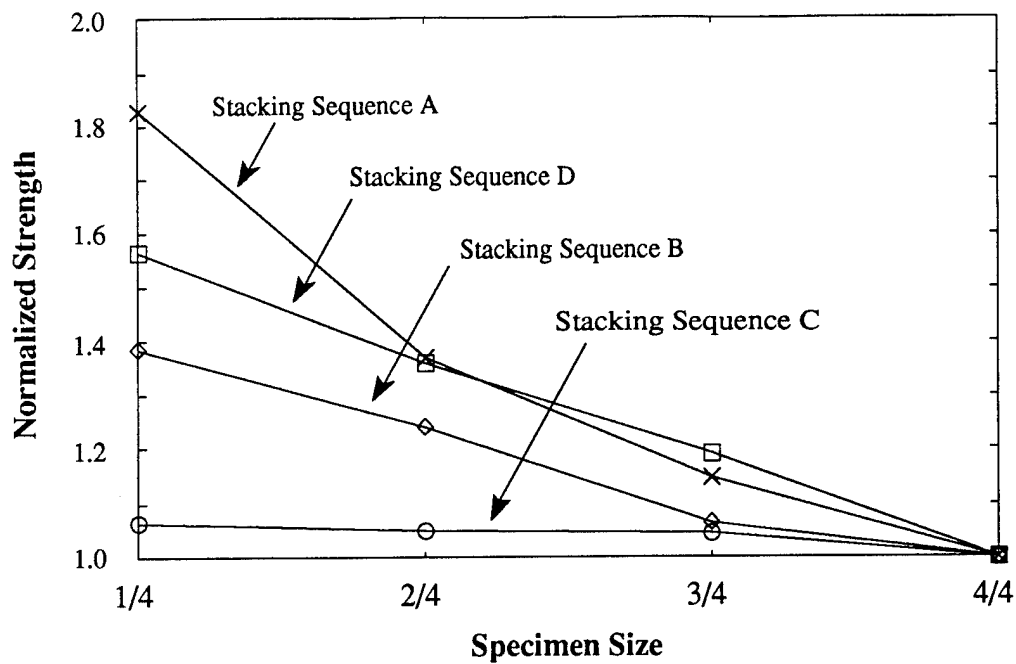 2.0
Stacking Sequence A
1.8
Stacking Sequence D
1.6
Stacking Sequence B
Stacking Sequence C
1.4
1.2
1.0
Normalized Strength
1/4 2/4 3/4 4/4
Specimen Size